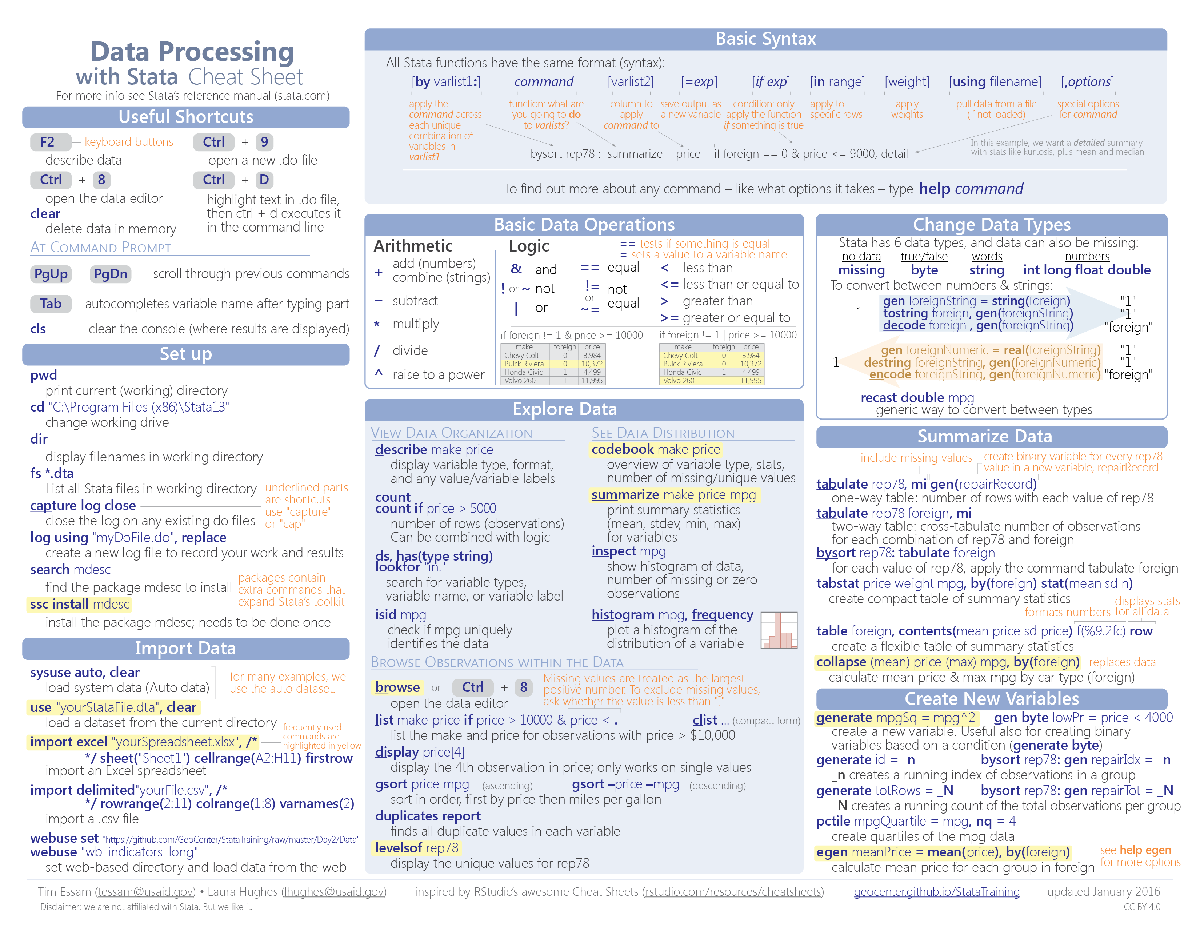 Data Processing
with Stata Cheat Sheet
For more info see Stata's reference manual (stata.com)
Useful Shortcuts
F2 — keyboard buttons
describe data
Ctrl + 9
open a new .do file
Ctrl + 8
open the data editor
Ctrl + D
highlight text in .do file,
then ctrl + d executes it
in the command line
clear
delete data in memory
AT COMMAND PROMPT
PgUp PgDn scroll through previous commands
Tab autocompletes variable name after typing part
cls clear the console (where results are displayed)
Set up
pwd
print current (working) directory
cd "C:\Program Files (x86)\Stata13"
change working drive
dir
display filenames in working directory
fs *.dta
List all Stata files in working directory
capture log close
close the log on any existing do files
underlined parts
are shortcuts
use "capture"
or "cap"
log using "myDoFile.do", replace
create a new log file to record your work and results
search mdesc
find the package mdesc to install
ssc install mdesc
install the package mdesc; needs to be done once
packages contain
extra commands that
expand Stata's toolkit
Import Data
sysuse auto, clear
load system data (Auto data)
for many examples, we
use the auto dataset.
use "yourStataFile.dta", clear
load a dataset from the current directory
frequently used
commands are
highlighted in yellow
import excel "yourSpreadsheet.xlsx", /*
*/ sheet("Sheet1") cellrange(A2:H11) firstrow
import an Excel spreadsheet
import delimited"yourFile.csv", /*
*/ rowrange(2:11) colrange(1:8) varnames(2)
import a .csv file
webuse set "https://github.com/GeoCenter/StataTraining/raw/master/Day2/Data"
webuse "wb_indicators_long"
set web-based directory and load data from the web
Basic Syntax
All Stata functions have the same format (syntax):
[by varlist1:] command [varlist2] [=exp] [if exp] [in range] [weight] [using filename] [,options]
apply the
command across
each unique
combination of
variables in
varlist1
function: what are
you going to do
to varlists?
column to
apply
command to
save output as
a new variable
condition: only
apply the function
if something is true
apply to
specific rows
apply
weights
pull data from a file
(if not loaded)
special options
for command
bysort rep78 : summarize price if foreign == 0 & price <= 9000, detail
In this example, we want a detailed summary
with stats like kurtosis, plus mean and median
To find out more about any command – like what options it takes – type help command
Basic Data Operations
Arithmetic
+ add (numbers)
combine (strings)
− subtract
* multiply
/ divide
^ raise to a power
Logic
== tests if something is equal
= sets a value to a variable name
& and
! or ~ not
| or
== equal
!= not
or
~= equal
< less than
<= less than or equal to
> greater than
>= greater or equal to
if foreign != 1 & price >= 10000
make foreign price
Chevy Colt 0 3,984
Buick Riviera 0 10,372
Honda Civic 1 4,499
Volvo 260 1 11,995
if foreign != 1 | price >= 10000
make foreign price
Chevy Colt 0 3,984
Buick Riviera 0 10,372
Honda Civic 1 4,499
Volvo 260 1 11,995
Explore Data
VIEW DATA ORGANIZATION
describe make price
display variable type, format,
and any value/variable labels
count
count if price > 5000
number of rows (observations)
Can be combined with logic
ds, has(type string)
lookfor "in."
search for variable types,
variable name, or variable label
isid mpg
check if mpg uniquely
identifies the data
SEE DATA DISTRIBUTION
codebook make price
overview of variable type, stats,
number of missing/unique values
summarize make price mpg
print summary statistics
(mean, stdev, min, max)
for variables
inspect mpg
show histogram of data,
number of missing or zero
observations
histogram mpg, frequency
plot a histogram of the
distribution of a variable
BROWSE OBSERVATIONS WITHIN THE DATA
browse or Ctrl + 8
open the data editor
Missing values are treated as the largest
positive number. To exclude missing values,
ask whether the value is less than "."
list make price if price > 10000 & price < . clist ... (compact form)
list the make and price for observations with price > $10,000
display price[4]
display the 4th observation in price; only works on single values
gsort price mpg (ascending) gsort –price –mpg (descending)
sort in order, first by price then miles per gallon
duplicates report
finds all duplicate values in each variable
levelsof rep78
display the unique values for rep78
Change Data Types
Stata has 6 data types, and data can also be missing:
no data true/false words numbers
missing byte string int long float double
To convert between numbers & strings:
gen foreignString = string(foreign) "1"
tostring foreign, gen(foreignString) "1"
decode foreign , gen(foreignString) "foreign"
1
gen foreignNumeric = real(foreignString) "1"
destring foreignString, gen(foreignNumeric) "1"
encode foreignString, gen(foreignNumeric) "foreign"
recast double mpg
generic way to convert between types
Summarize Data
include missing values
create binary variable for every rep78
value in a new variable, repairRecord
tabulate rep78, mi gen(repairRecord)
one-way table: number of rows with each value of rep78
tabulate rep78 foreign, mi
two-way table: cross-tabulate number of observations
for each combination of rep78 and foreign
bysort rep78: tabulate foreign
for each value of rep78, apply the command tabulate foreign
tabstat price weight mpg, by(foreign) stat(mean sd n)
create compact table of summary statistics
formats numbers
displays stats
for all data
table foreign, contents(mean price sd price) f(%9.2fc) row
create a flexible table of summary statistics
collapse (mean) price (max) mpg, by(foreign) replaces data
calculate mean price & max mpg by car type (foreign)
Create New Variables
generate mpgSq = mpg^2 gen byte lowPr = price < 4000
create a new variable. Useful also for creating binary
variables based on a condition (generate byte)
generate id = _n bysort rep78: gen repairIdx = _n
_n creates a running index of observations in a group
generate totRows = _N bysort rep78: gen repairTot = _N
_N creates a running count of the total observations per group
pctile mpgQuartile = mpg, nq = 4
create quartiles of the mpg data
egen meanPrice = mean(price), by(foreign)
calculate mean price for each group in foreign
see help egen
for more options
Tim Essam (tessam@usaid.gov) • Laura Hughes (lhughes@usaid.gov)
inspired by RStudio's awesome Cheat Sheets (rstudio.com/resources/cheatsheets)
geocenter.github.io/StataTraining
updated January 2016
Disclaimer: we are not affiliated with Stata. But we like it.
CC BY 4.0